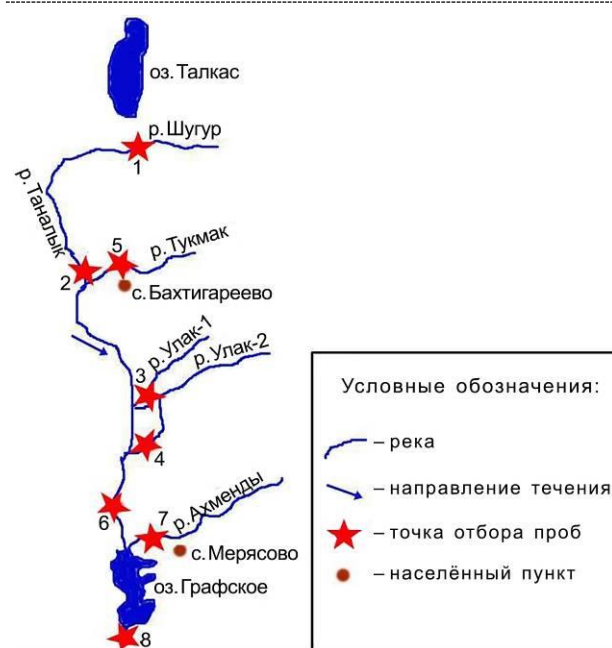 оз. Талкас
р. Шугур
1
р. Таналык
5
р. Тукмак
2
с. Бахтигареево
р. Улак-1
р. Улак-2
3
4
6
7
р. Ахменды
с. Мерясово
оз. Графское
8
Условные обозначения:
– река
– направление течения
– точка отбора проб
– населённый пункт